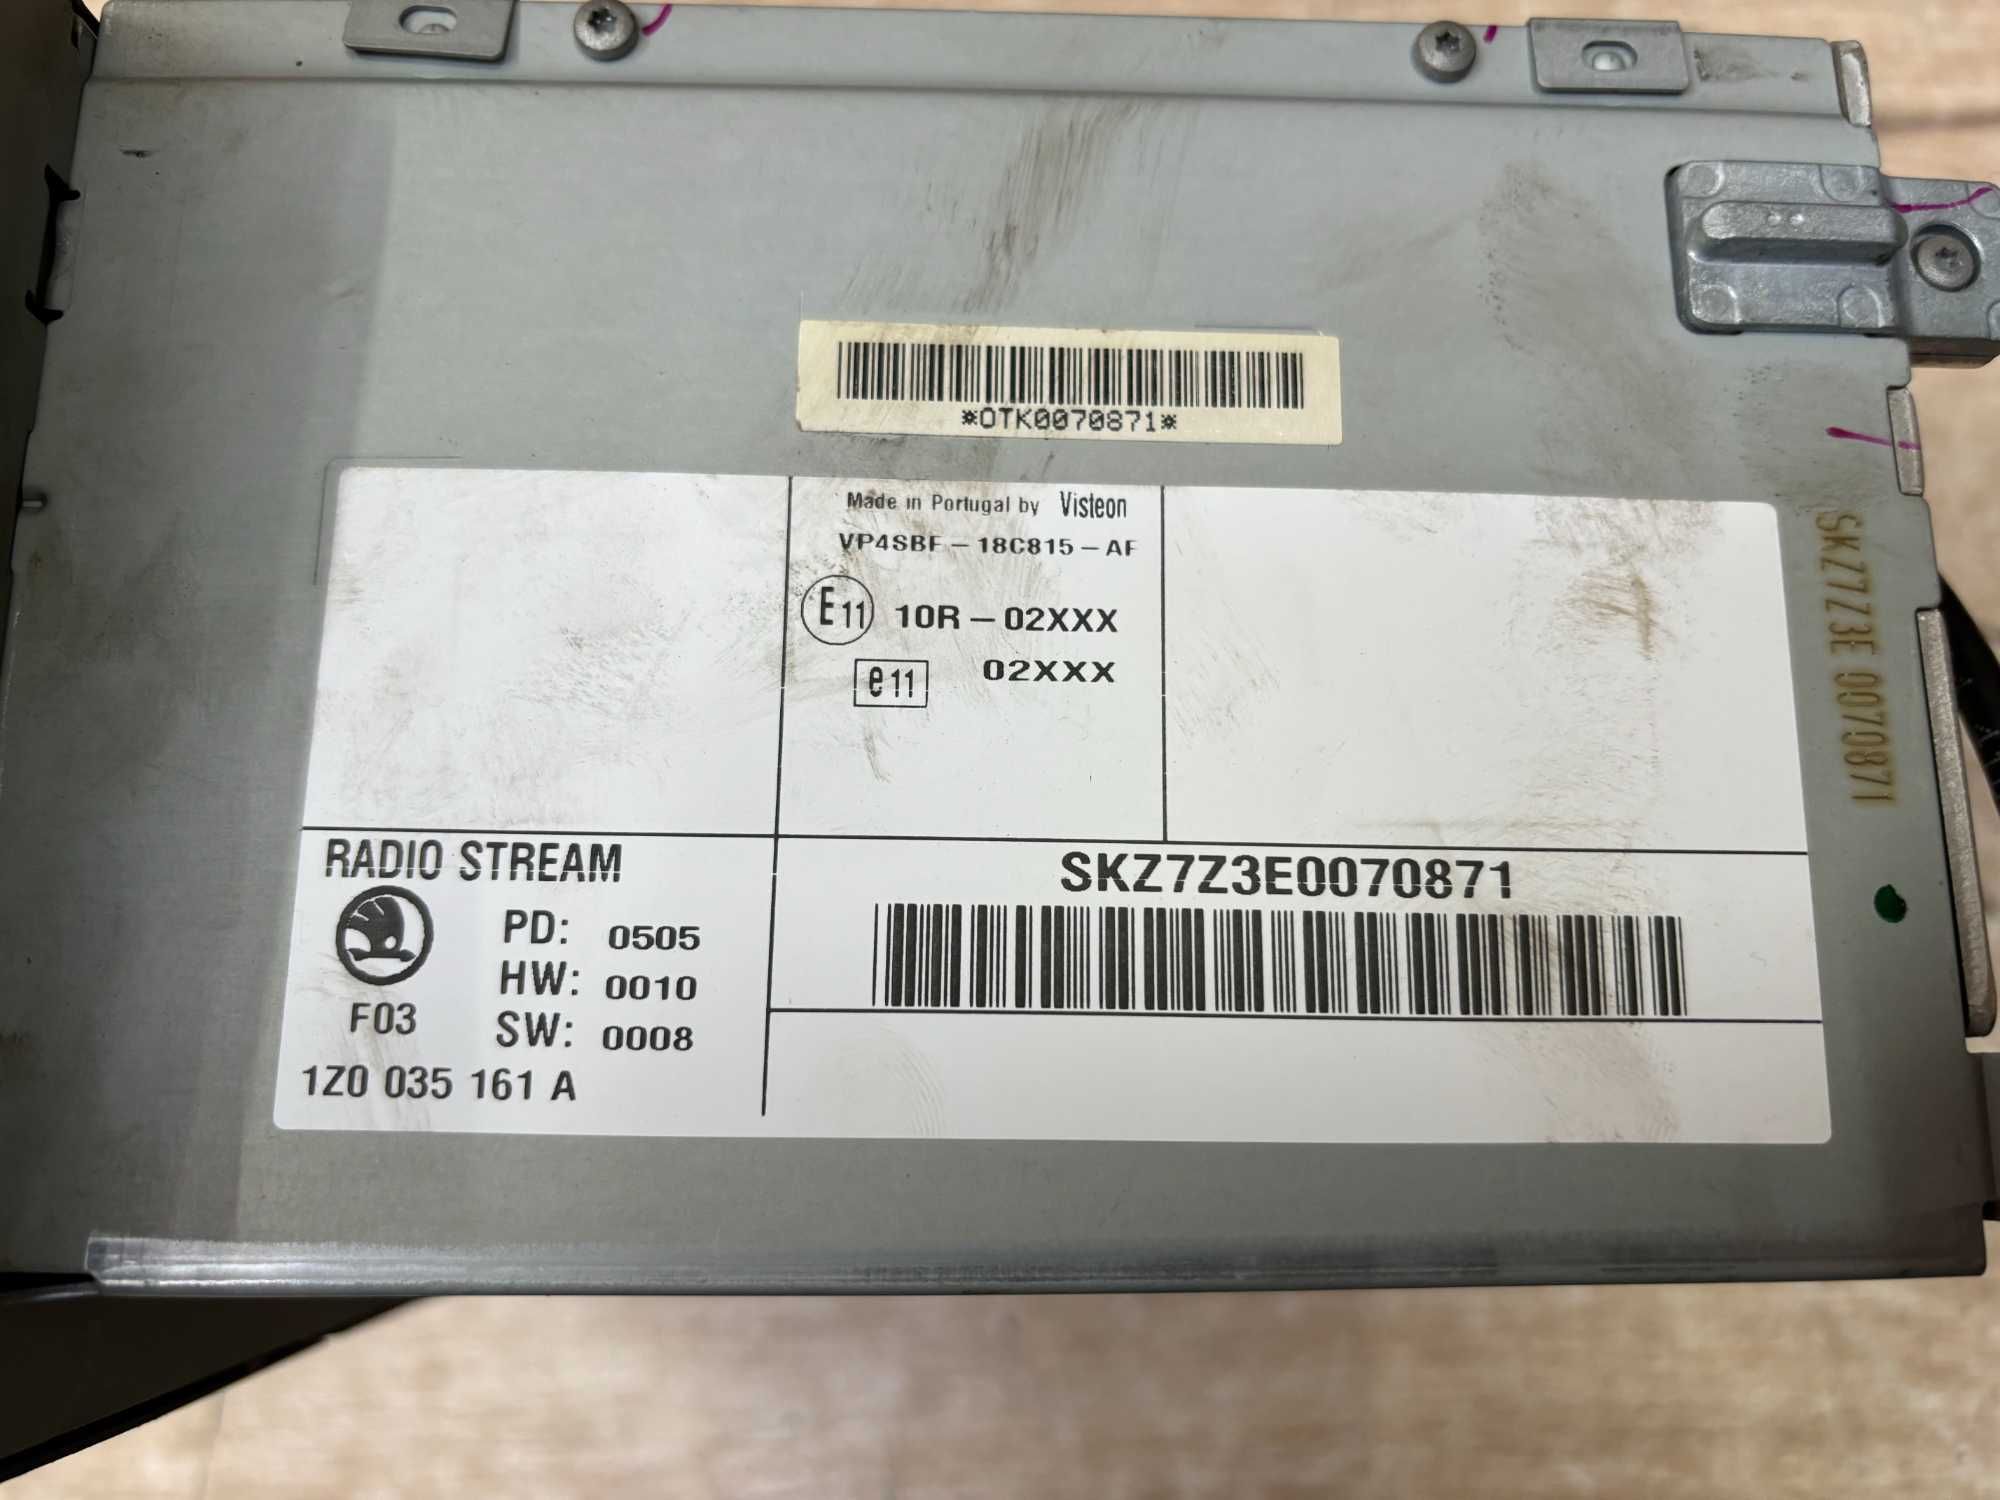 *OTK0070871*
Made in Portugal by Visteon
VP4SBF-18C815-AF
E11 10R-02XXX
e11 02XXX
RADIO STREAM
SKZ7Z3E0070871
PD: 0505
HW: 0010
F03
SW: 0008
1Z0 035 161 A
SKZ7Z3E 0070871